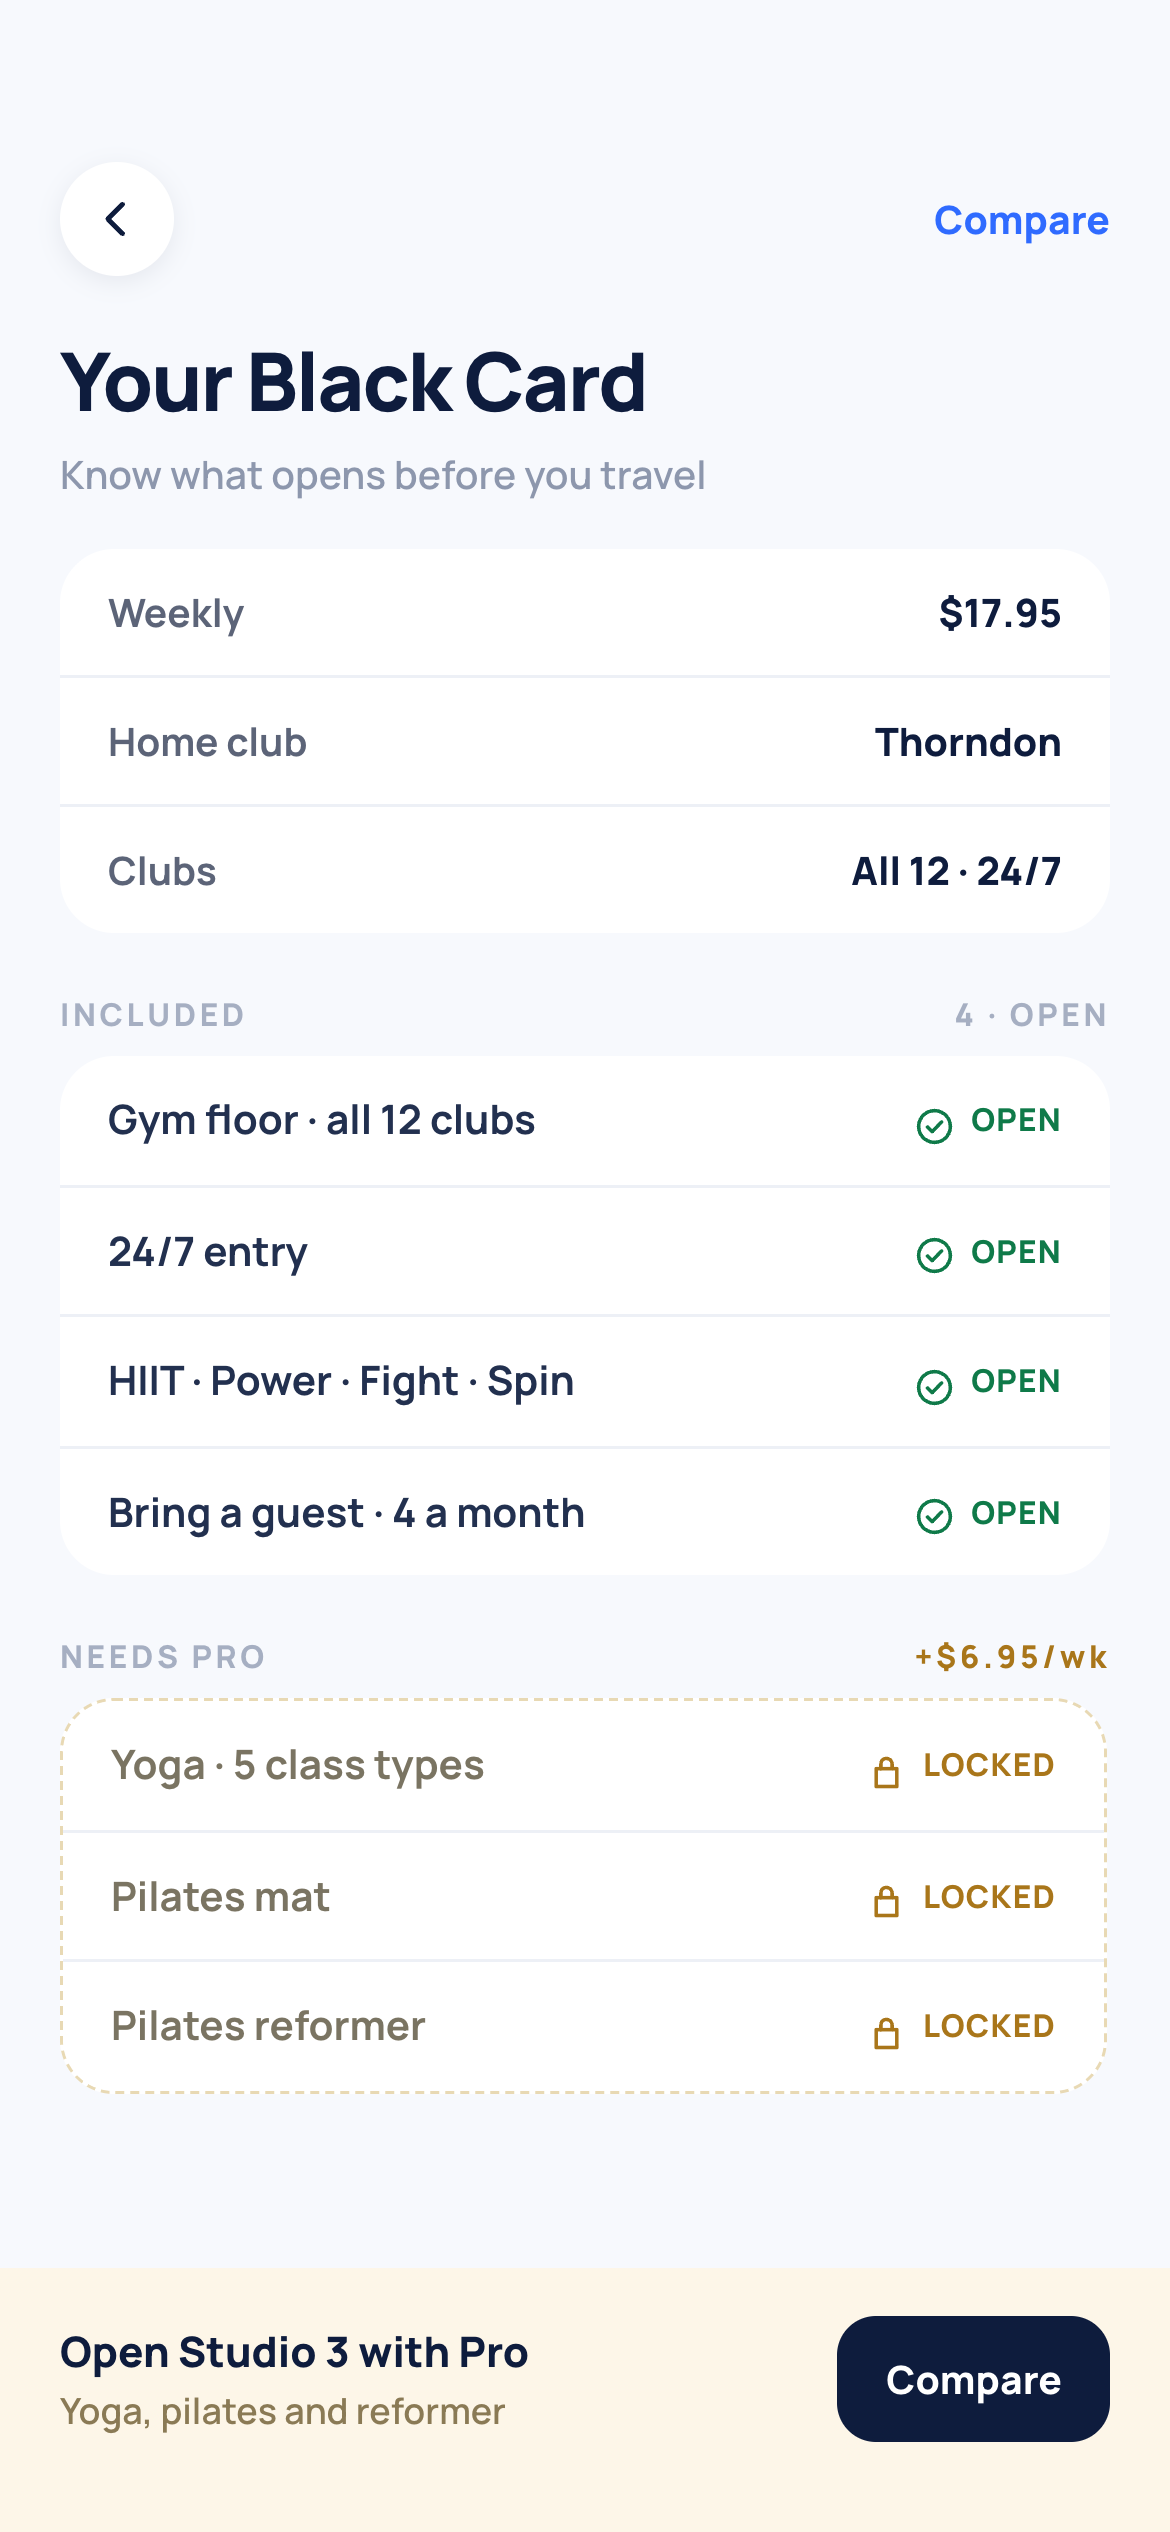 Compare
Your Black Card
Know what opens before you travel
Weekly $17.95
Home club Thorndon
Clubs All 12 · 24/7
INCLUDED 4 · OPEN
Gym floor · all 12 clubs OPEN
24/7 entry OPEN
HIIT · Power · Fight · Spin OPEN
Bring a guest · 4 a month OPEN
NEEDS PRO +$6.95/wk
Yoga · 5 class types LOCKED
Pilates mat LOCKED
Pilates reformer LOCKED
Open Studio 3 with Pro
Yoga, pilates and reformer
Compare